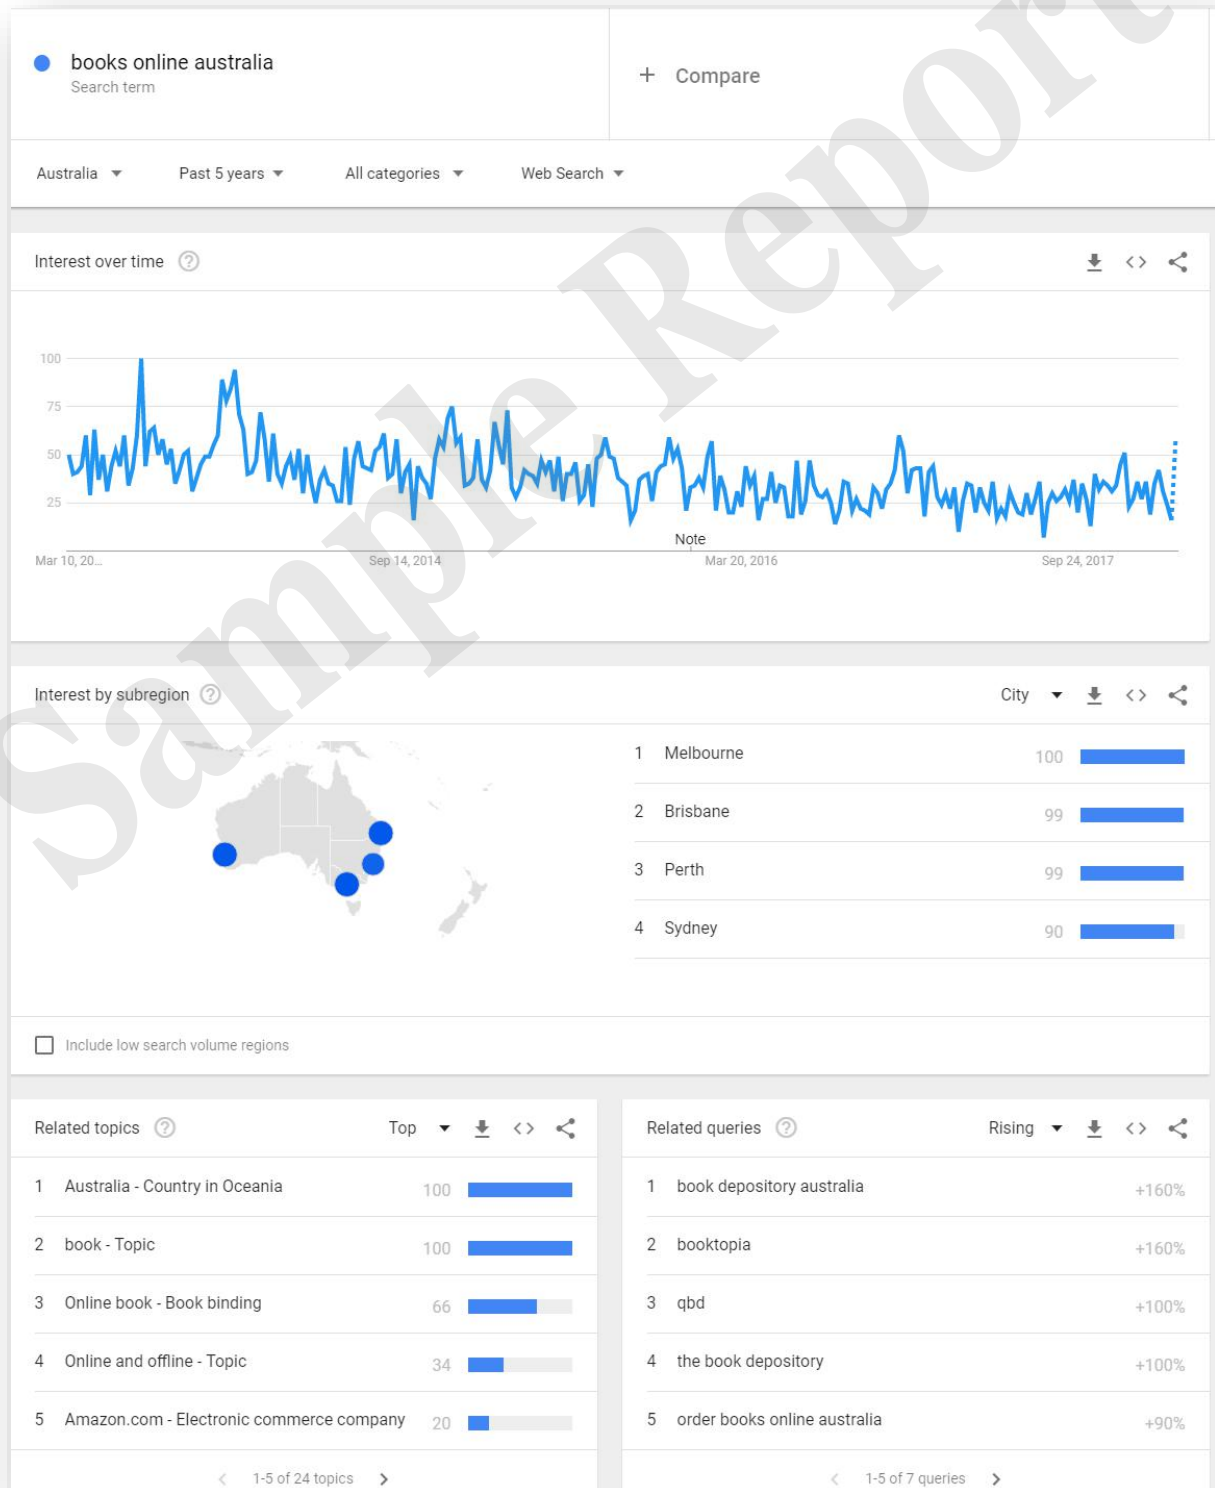 books online australia
Search term
+ Compare
Australia
Past 5 years
All categories
Web Search
Interest over time ?
100
75
50
25
Note
Mar 10, 20...
Sep 14, 2014
Mar 20, 2016
Sep 24, 2017
Interest by subregion ?
City
1 Melbourne 100
2 Brisbane 99
3 Perth 99
4 Sydney 90
Include low search volume regions
Related topics ?
Top
1 Australia - Country in Oceania 100
2 book - Topic 100
3 Online book - Book binding 66
4 Online and offline - Topic 34
5 Amazon.com - Electronic commerce company 20
1-5 of 24 topics
Related queries ?
Rising
1 book depository australia +160%
2 booktopia +160%
3 qbd +100%
4 the book depository +100%
5 order books online australia +90%
1-5 of 7 queries
Sample Report